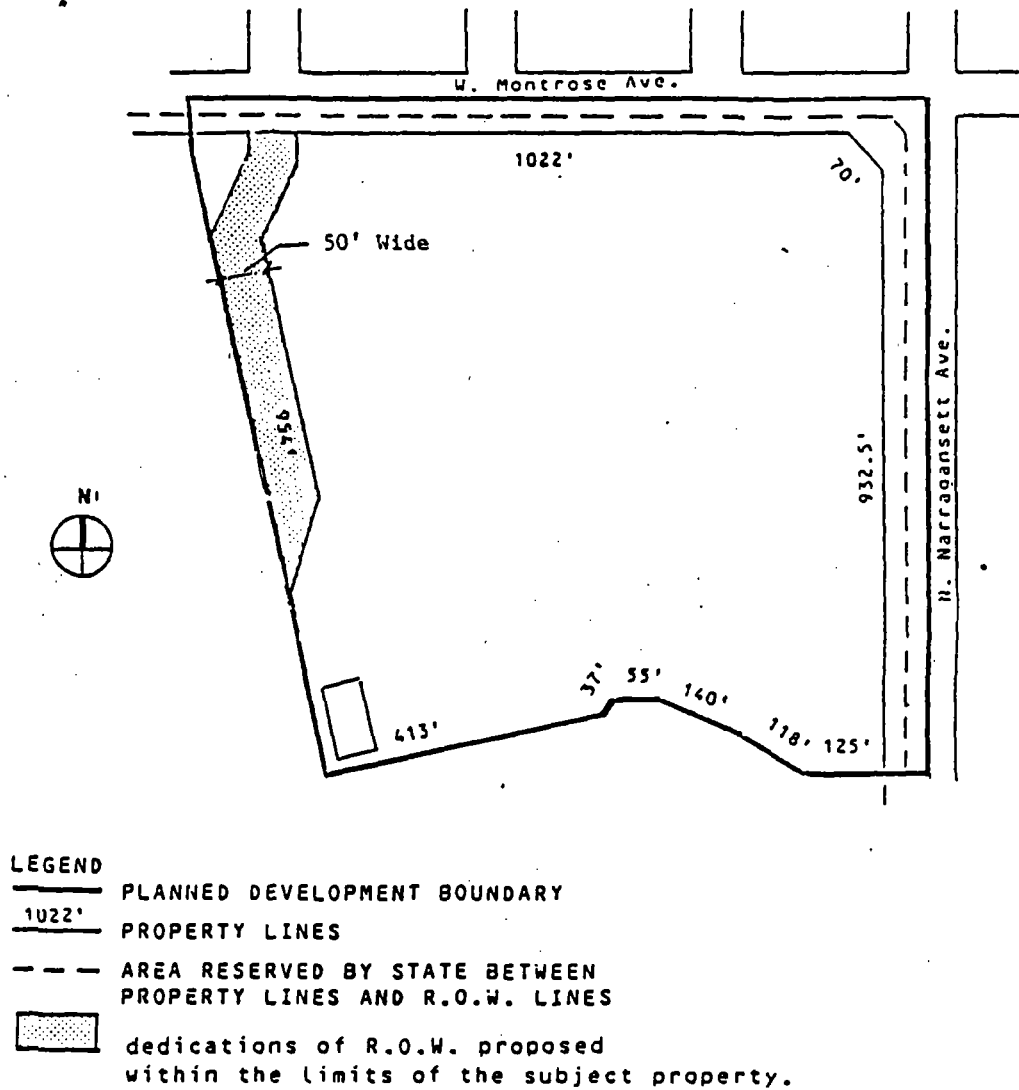 W. Montrose Ave.
1022'
70'
50' Wide
932.5'
N. Narragansett Ave.
N
37'
55'
140'
413'
118'
125'
LEGEND
PLANNED DEVELOPMENT BOUNDARY
1022'
PROPERTY LINES
AREA RESERVED BY STATE BETWEEN
PROPERTY LINES AND R.O.W. LINES
dedications of R.O.W. proposed
within the limits of the subject property.